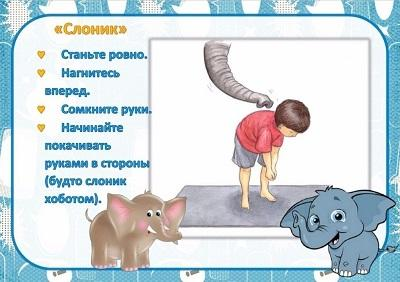 «Слоник»
Станьте ровно.
Нагнитесь
вперед.
Сомкните руки.
Начинайте
покачивать
руками в стороны
(будто слоник
хоботом).